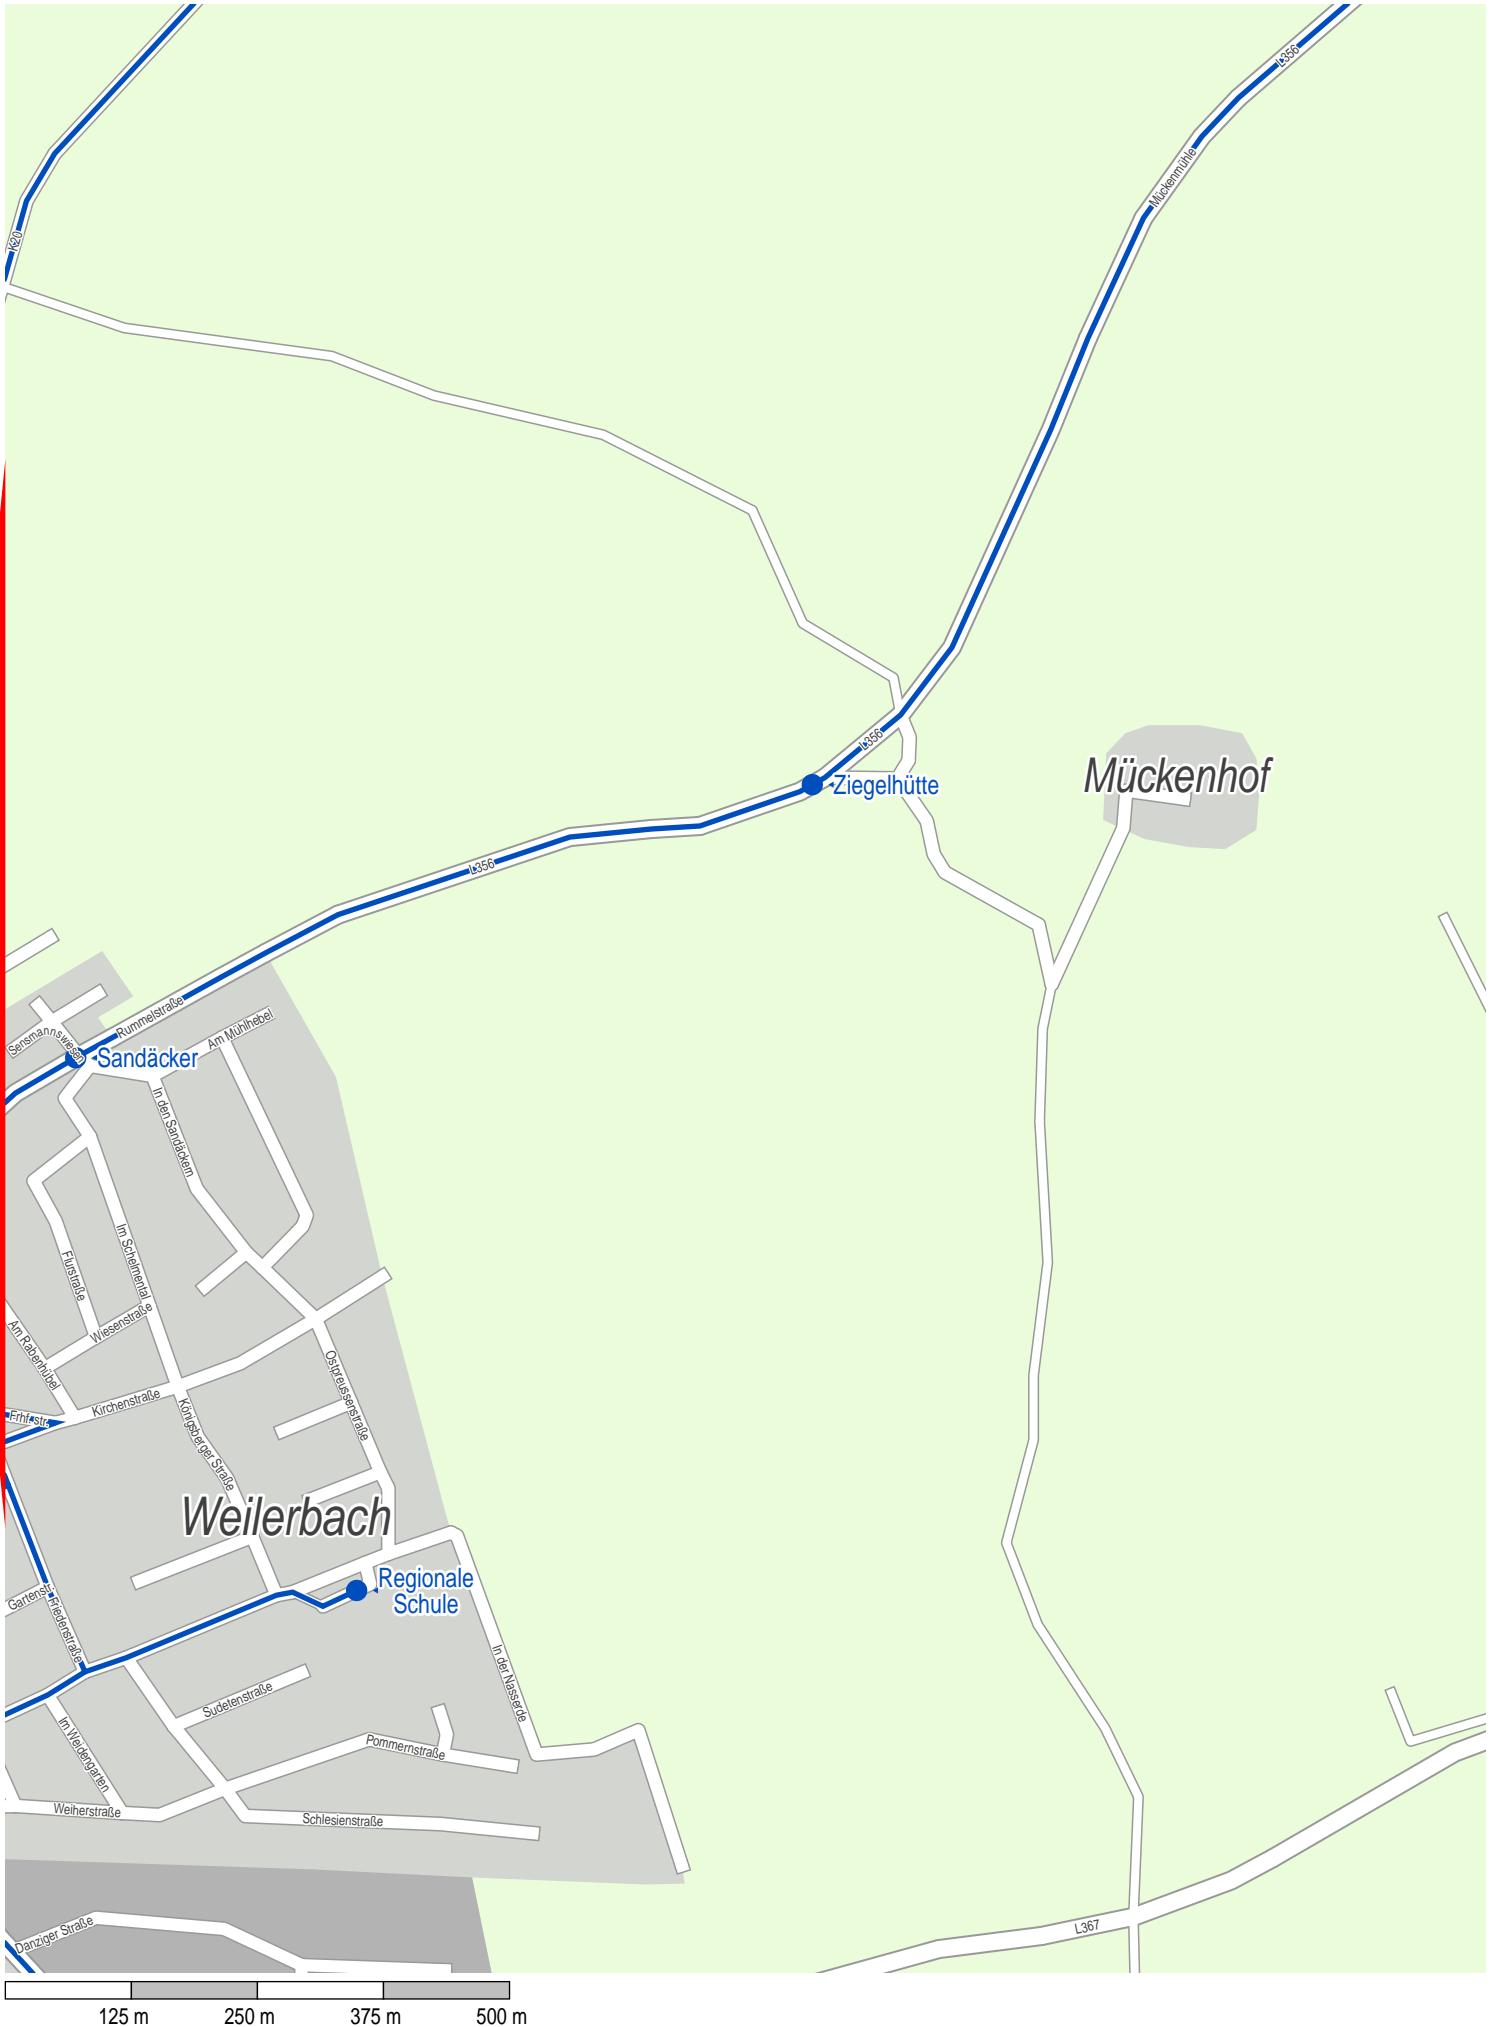 L356
Mückenmühle
K20
L356
Mückenhof
Ziegelhütte
L356
Rummelstraße
Sensmannswiesen
Am Mühlhebel
Sandäcker
In den Sandäckern
Im Schelmental
Flurstraße
Wiesenstraße
Am Rabenhübel
Ostpreussenstraße
Kirchenstraße
Frhf.str.
Königsberger Straße
Weilerbach
Regionale
Schule
Gartenstr.
Friedenstraße
In der Nasserde
Sudetenstraße
Im Weidengarten
Pommernstraße
Weiherstraße
Schlesienstraße
Danziger Straße
L367
125 m 250 m 375 m 500 m